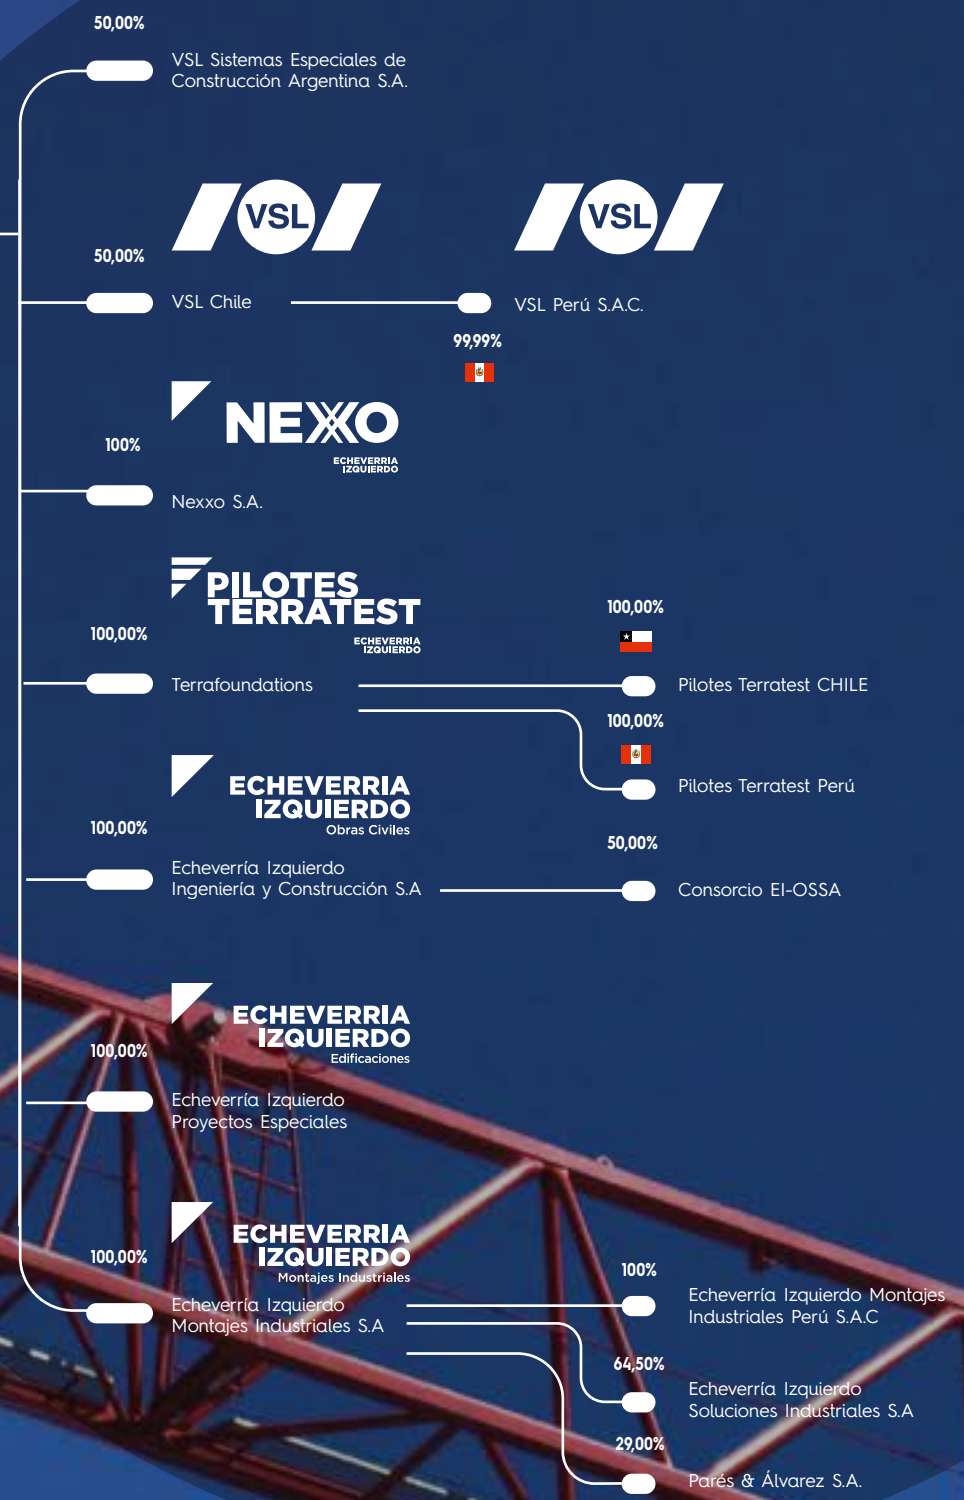 50,00%
VSL Sistemas Especiales de
Construcción Argentina S.A.
VSL
VSL
50,00%
VSL Chile
VSL Perú S.A.C.
99,99%
NEXXO
ECHEVERRIA
IZQUIERDO
100%
Nexxo S.A.
PILOTES
TERRATEST
ECHEVERRIA
IZQUIERDO
100,00%
Terrafoundations
100,00%
Pilotes Terratest CHILE
100,00%
Pilotes Terratest Perú
ECHEVERRIA
IZQUIERDO
Obras Civiles
100,00%
Echeverría Izquierdo
Ingeniería y Construcción S.A
50,00%
Consorcio EI-OSSA
ECHEVERRIA
IZQUIERDO
Edificaciones
100,00%
Echeverría Izquierdo
Proyectos Especiales
ECHEVERRIA
IZQUIERDO
Montajes Industriales
100,00%
Echeverría Izquierdo
Montajes Industriales S.A
100%
Echeverría Izquierdo Montajes
Industriales Perú S.A.C
64,50%
Echeverría Izquierdo
Soluciones Industriales S.A
29,00%
Parés & Álvarez S.A.